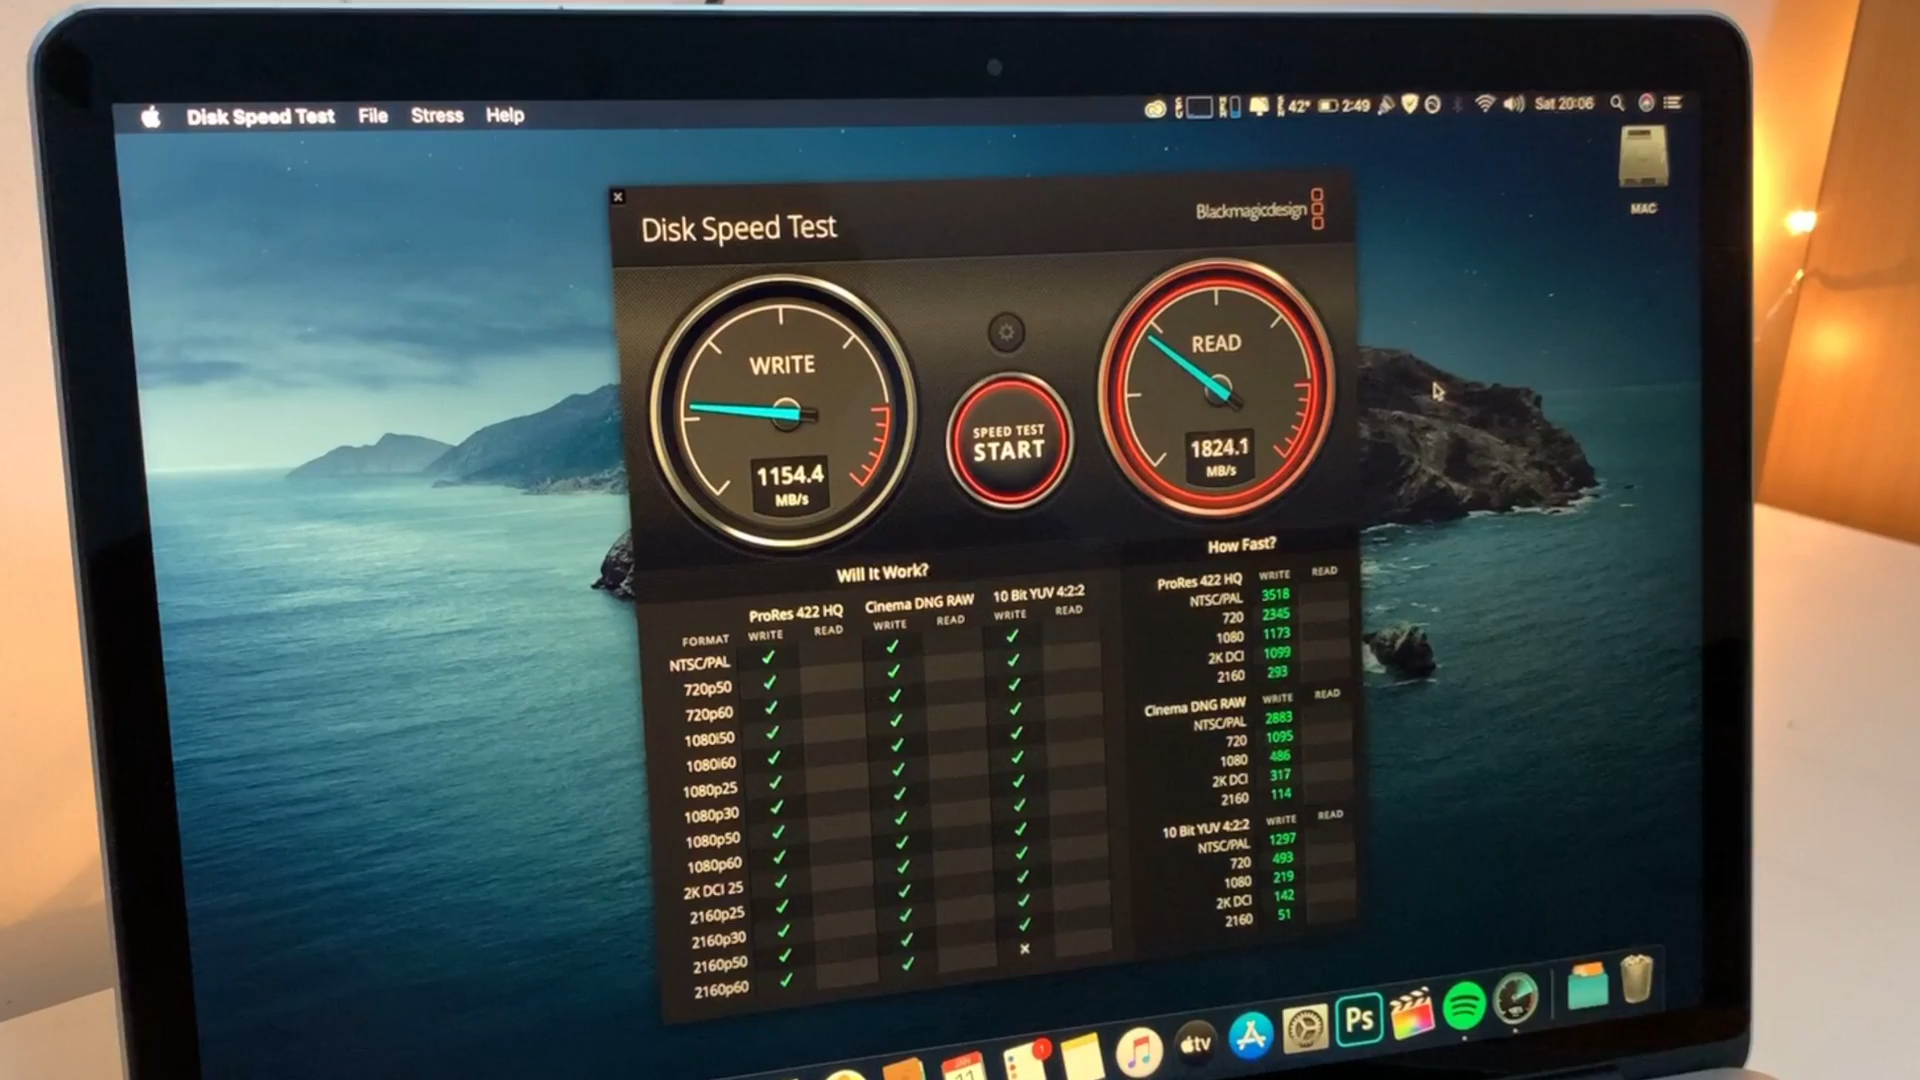 Disk Speed Test File Stress Help
42° 2:49 Sat 20:06
MAC
Disk Speed Test
Blackmagicdesign
WRITE
1154.4
MB/s
SPEED TEST
START
READ
1824.1
MB/s
Will It Work?
ProRes 422 HQ Cinema DNG RAW 10 Bit YUV 4:2:2
FORMAT WRITE READ WRITE READ WRITE READ
NTSC/PAL
720p50
720p60
1080i50
1080i60
1080p25
1080p30
1080p50
1080p60
2K DCI 25
2160p25
2160p30
2160p50
2160p60
How Fast?
ProRes 422 HQ WRITE READ
NTSC/PAL 3518
720 2345
1080 1173
2K DCI 1099
2160 293
Cinema DNG RAW WRITE READ
NTSC/PAL 2883
720 1095
1080 486
2K DCI 317
2160 114
10 Bit YUV 4:2:2 WRITE READ
NTSC/PAL 1297
720 493
1080 219
2K DCI 142
2160 51
1
tv
Ps